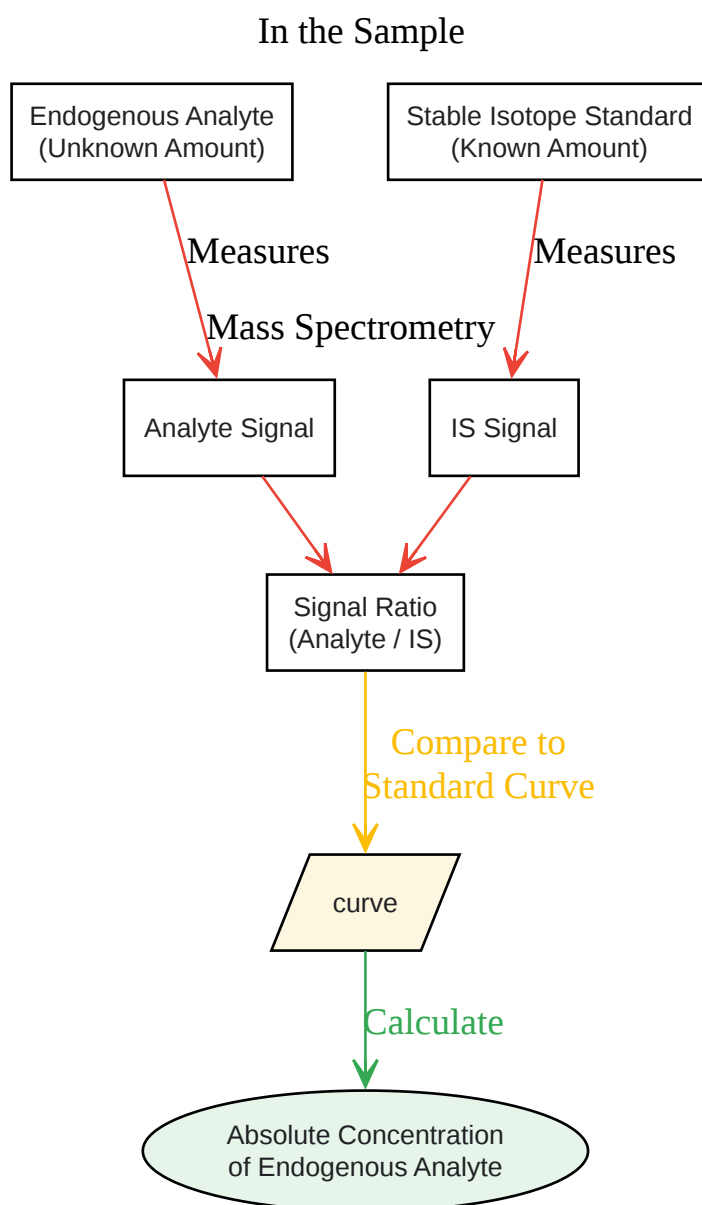 In the Sample
Endogenous Analyte
(Unknown Amount)
Stable Isotope Standard
(Known Amount)
Measures
Measures
Mass Spectrometry
Analyte Signal
IS Signal
Signal Ratio
(Analyte / IS)
Compare to
Standard Curve
curve
Calculate
Absolute Concentration
of Endogenous Analyte